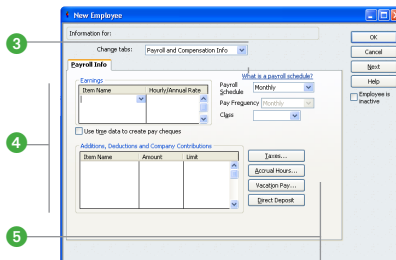 New Employee
Information for:
OK
Change tabs: Payroll and Compensation Info
Cancel
Payroll Info
Next
Help
Employee is inactive
What is a payroll schedule?
Earnings
Item Name
Hourly/Annual Rate
Payroll Schedule
Monthly
Pay Frequency Monthly
Class
Use time data to create pay cheques
Additions, Deductions and Company Contributions
Item Name
Amount
Limit
Taxes...
Accrual Hours...
Vacation Pay...
Direct Deposit
3
4
5